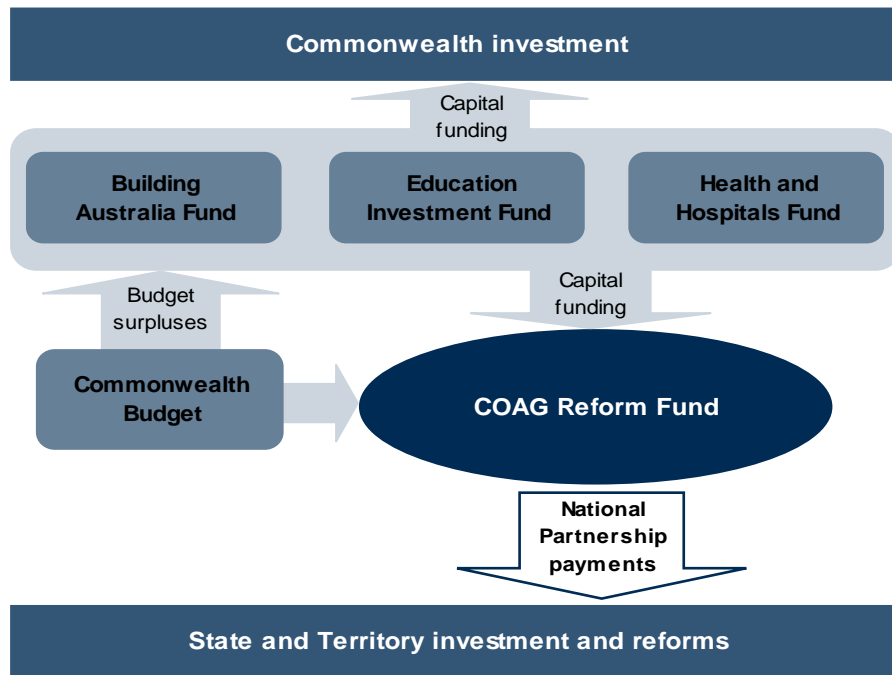 Commonwealth investment
Capital
funding
Building
Australia Fund
Education
Investment Fund
Health and
Hospitals Fund
Budget
surpluses
Capital
funding
Commonwealth
Budget
COAG Reform Fund
National
Partnership
payments
State and Territory investment and reforms